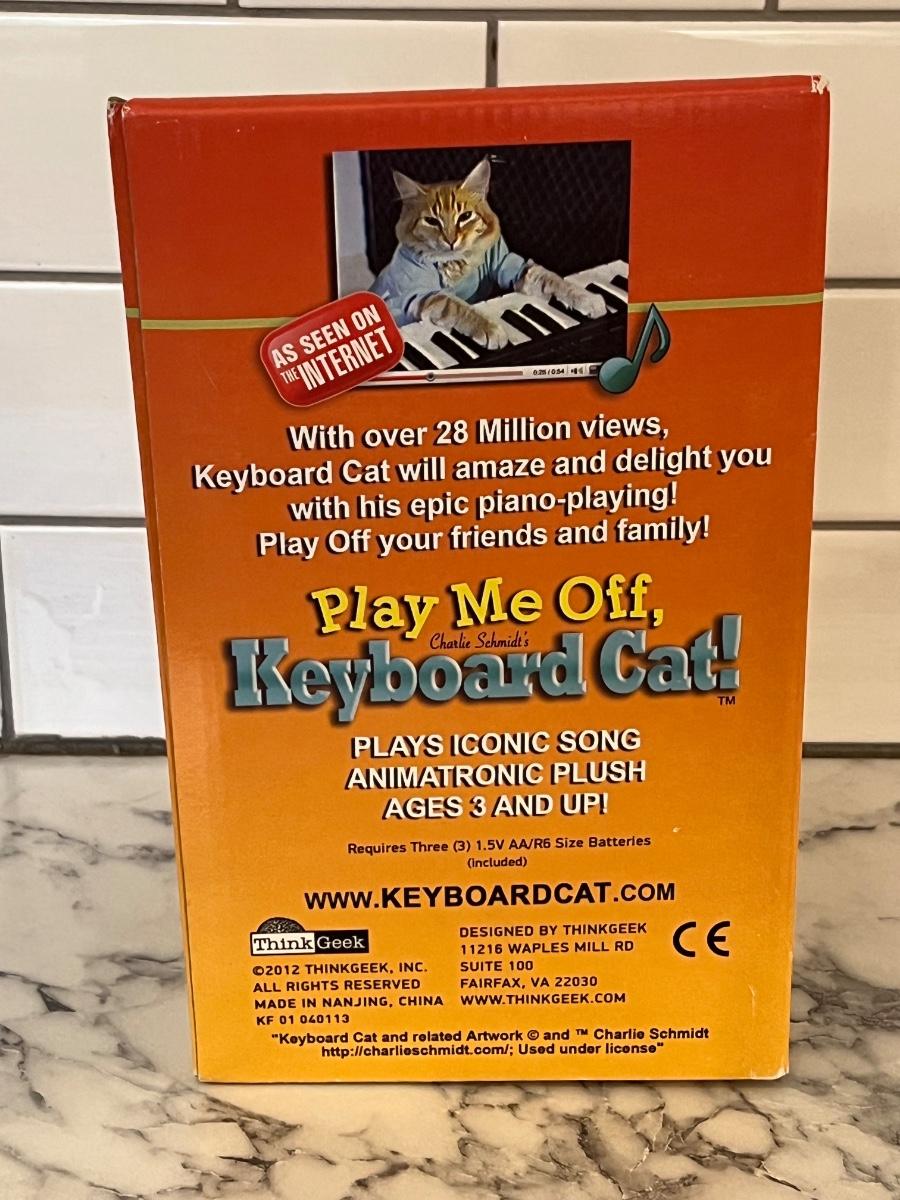 AS SEEN ON
THE INTERNET
0:25 / 0:54
With over 28 Million views,
Keyboard Cat will amaze and delight you
with his epic piano-playing!
Play Off your friends and family!
Play Me Off,
Charlie Schmidt's
Keyboard Cat!
TM
PLAYS ICONIC SONG
ANIMATRONIC PLUSH
AGES 3 AND UP!
Requires Three (3) 1.5V AA/R6 Size Batteries
(included)
WWW.KEYBOARDCAT.COM
ThinkGeek
©2012 THINKGEEK, INC.
ALL RIGHTS RESERVED
MADE IN NANJING, CHINA
KF 01 040113
DESIGNED BY THINKGEEK
11216 WAPLES MILL RD
SUITE 100
FAIRFAX, VA 22030
WWW.THINKGEEK.COM
CE
"Keyboard Cat and related Artwork © and ™ Charlie Schmidt
http://charlieschmidt.com/; Used under license"